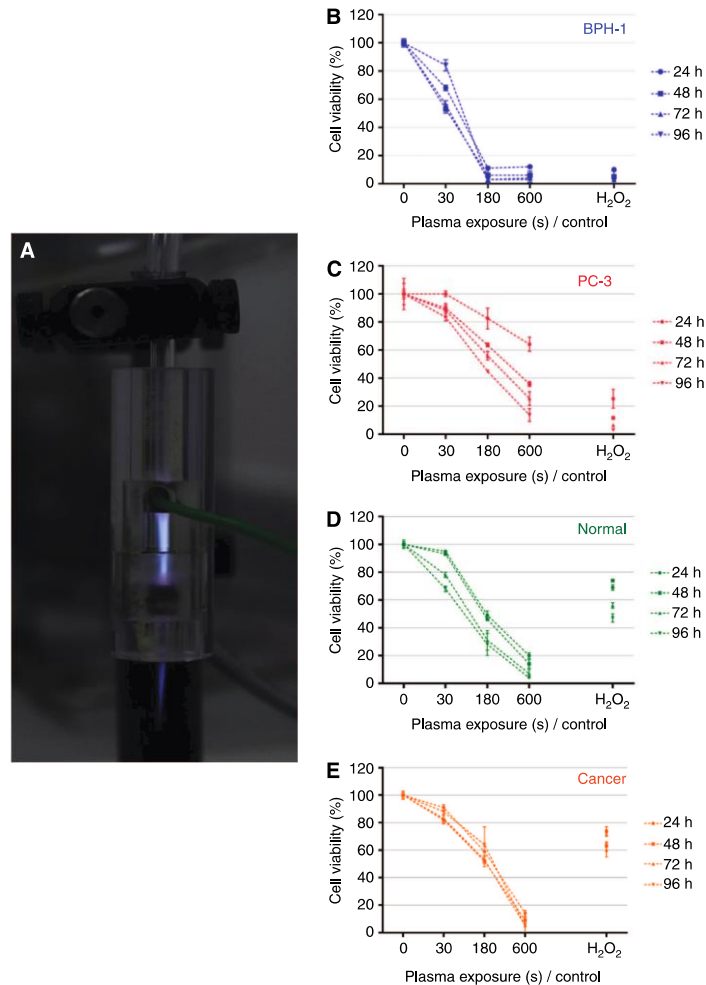 A
B
BPH-1
Cell viability (%)
120
100
80
60
40
20
0
0 30 180 600 H₂O₂
Plasma exposure (s) / control
24 h
48 h
72 h
96 h
C
PC-3
Cell viability (%)
120
100
80
60
40
20
0
0 30 180 600 H₂O₂
Plasma exposure (s) / control
24 h
48 h
72 h
96 h
D
Normal
Cell viability (%)
120
100
80
60
40
20
0
0 30 180 600 H₂O₂
Plasma exposure (s) / control
24 h
48 h
72 h
96 h
E
Cancer
Cell viability (%)
120
100
80
60
40
20
0
0 30 180 600 H₂O₂
Plasma exposure (s) / control
24 h
48 h
72 h
96 h